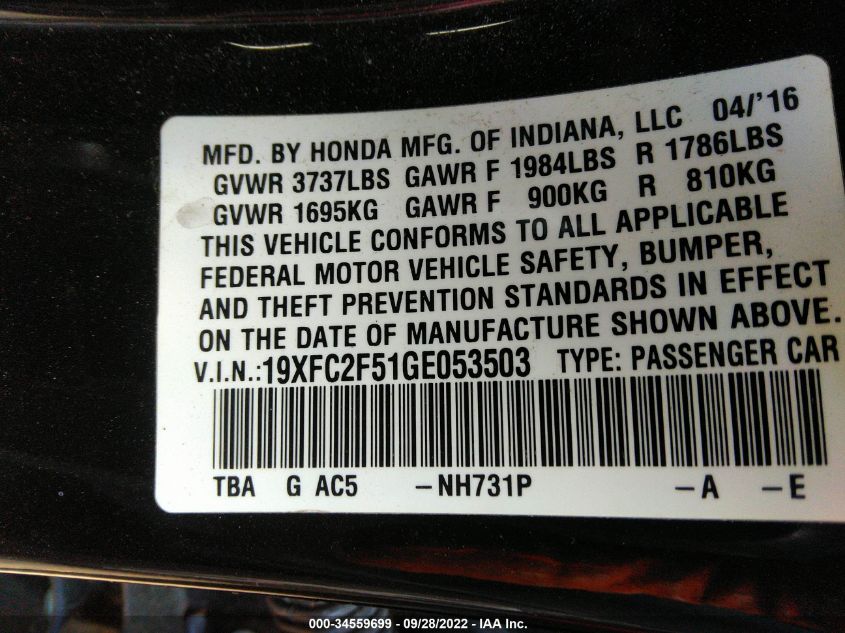 MFD. BY HONDA MFG. OF INDIANA, LLC 04/'16
GVWR 3737LBS GAWR F 1984LBS R 1786LBS
GVWR 1695KG GAWR F 900KG R 810KG
THIS VEHICLE CONFORMS TO ALL APPLICABLE
FEDERAL MOTOR VEHICLE SAFETY, BUMPER,
AND THEFT PREVENTION STANDARDS IN EFFECT
ON THE DATE OF MANUFACTURE SHOWN ABOVE.
V.I.N.:19XFC2F51GE053503 TYPE: PASSENGER CAR
TBA G AC5 –NH731P –A –E
000-34559699 - 09/28/2022 - IAA Inc.